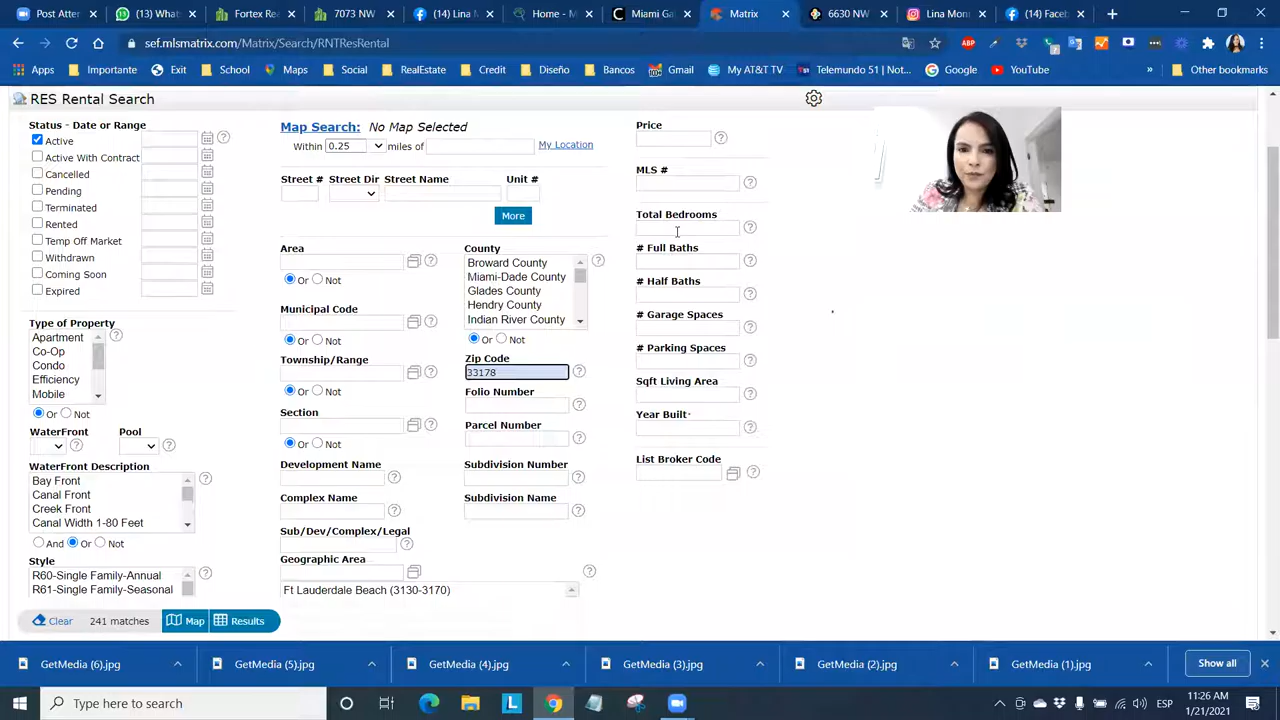 Post Atter
(13) What
Fortex Re
7073 NW
(14) Lina M
Home - M
Miami Ga
Matrix
6630 NW
Lina Mon
(14) Face
sef.mlsmatrix.com/Matrix/Search/RNTResRental
Apps
Importante
Exit
School
Maps
Social
RealEstate
Credit
Diseño
Bancos
Gmail
My AT&T TV
Telemundo 51 | Not...
Google
YouTube
»
Other bookmarks
RES Rental Search
Status - Date or Range
Active
Active With Contract
Cancelled
Pending
Terminated
Rented
Temp Off Market
Withdrawn
Coming Soon
Expired
Type of Property
Apartment
Co-Op
Condo
Efficiency
Mobile
Or Not
WaterFront Pool
WaterFront Description
Bay Front
Canal Front
Creek Front
Canal Width 1-80 Feet
And Or Not
Style
R60-Single Family-Annual
R61-Single Family-Seasonal
Map Search: No Map Selected
Within 0.25 miles of My Location
Street # Street Dir Street Name Unit #
More
Area
Or Not
Municipal Code
Or Not
Township/Range
Or Not
Section
Or Not
Development Name
Complex Name
Sub/Dev/Complex/Legal
Geographic Area
Ft Lauderdale Beach (3130-3170)
County
Broward County
Miami-Dade County
Glades County
Hendry County
Indian River County
Or Not
Zip Code
33178
Folio Number
Parcel Number
Subdivision Number
Subdivision Name
Price
MLS #
Total Bedrooms
# Full Baths
# Half Baths
# Garage Spaces
# Parking Spaces
Sqft Living Area
Year Built
List Broker Code
Clear 241 matches Map Results
GetMedia (6).jpg
GetMedia (5).jpg
GetMedia (4).jpg
GetMedia (3).jpg
GetMedia (2).jpg
GetMedia (1).jpg
Show all
Type here to search
ESP
11:26 AM
1/21/2021